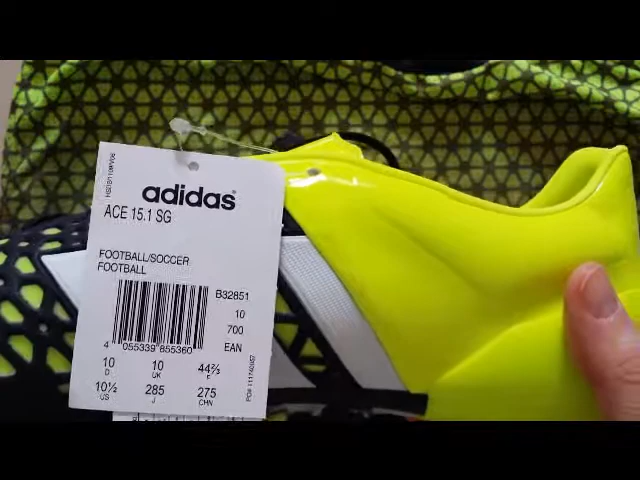 adidas
ACE 15.1 SG
FOOTBALL/SOCCER
FOOTBALL
B32851
10
700
EAN
4 055339 855360
10 10 44⅔
D UK F
10½ 285 275
US J CHN